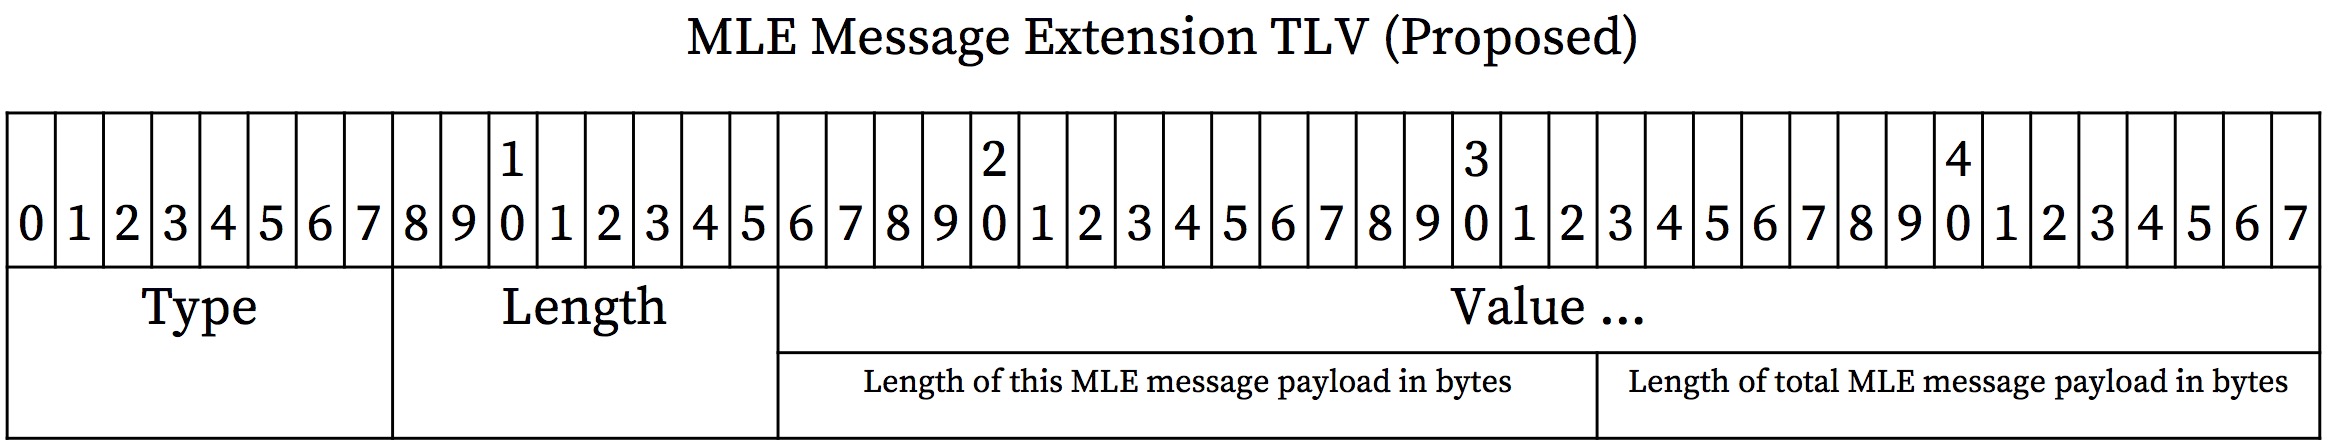 MLE Message Extension TLV (Proposed)
1 2 3 4
0 1 2 3 4 5 6 7 8 9 0 1 2 3 4 5 6 7 8 9 0 1 2 3 4 5 6 7 8 9 0 1 2 3 4 5 6 7 8 9 0 1 2 3 4 5 6 7
Type Length Value ...
Length of this MLE message payload in bytes Length of total MLE message payload in bytes